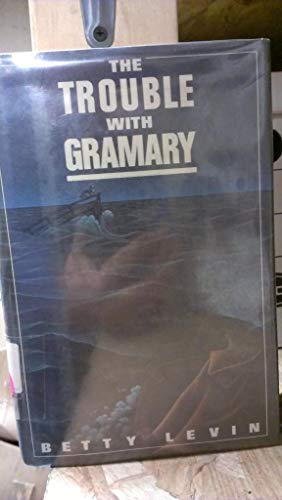 THE
TROUBLE
WITH
GRAMARY
BETTY LEVIN